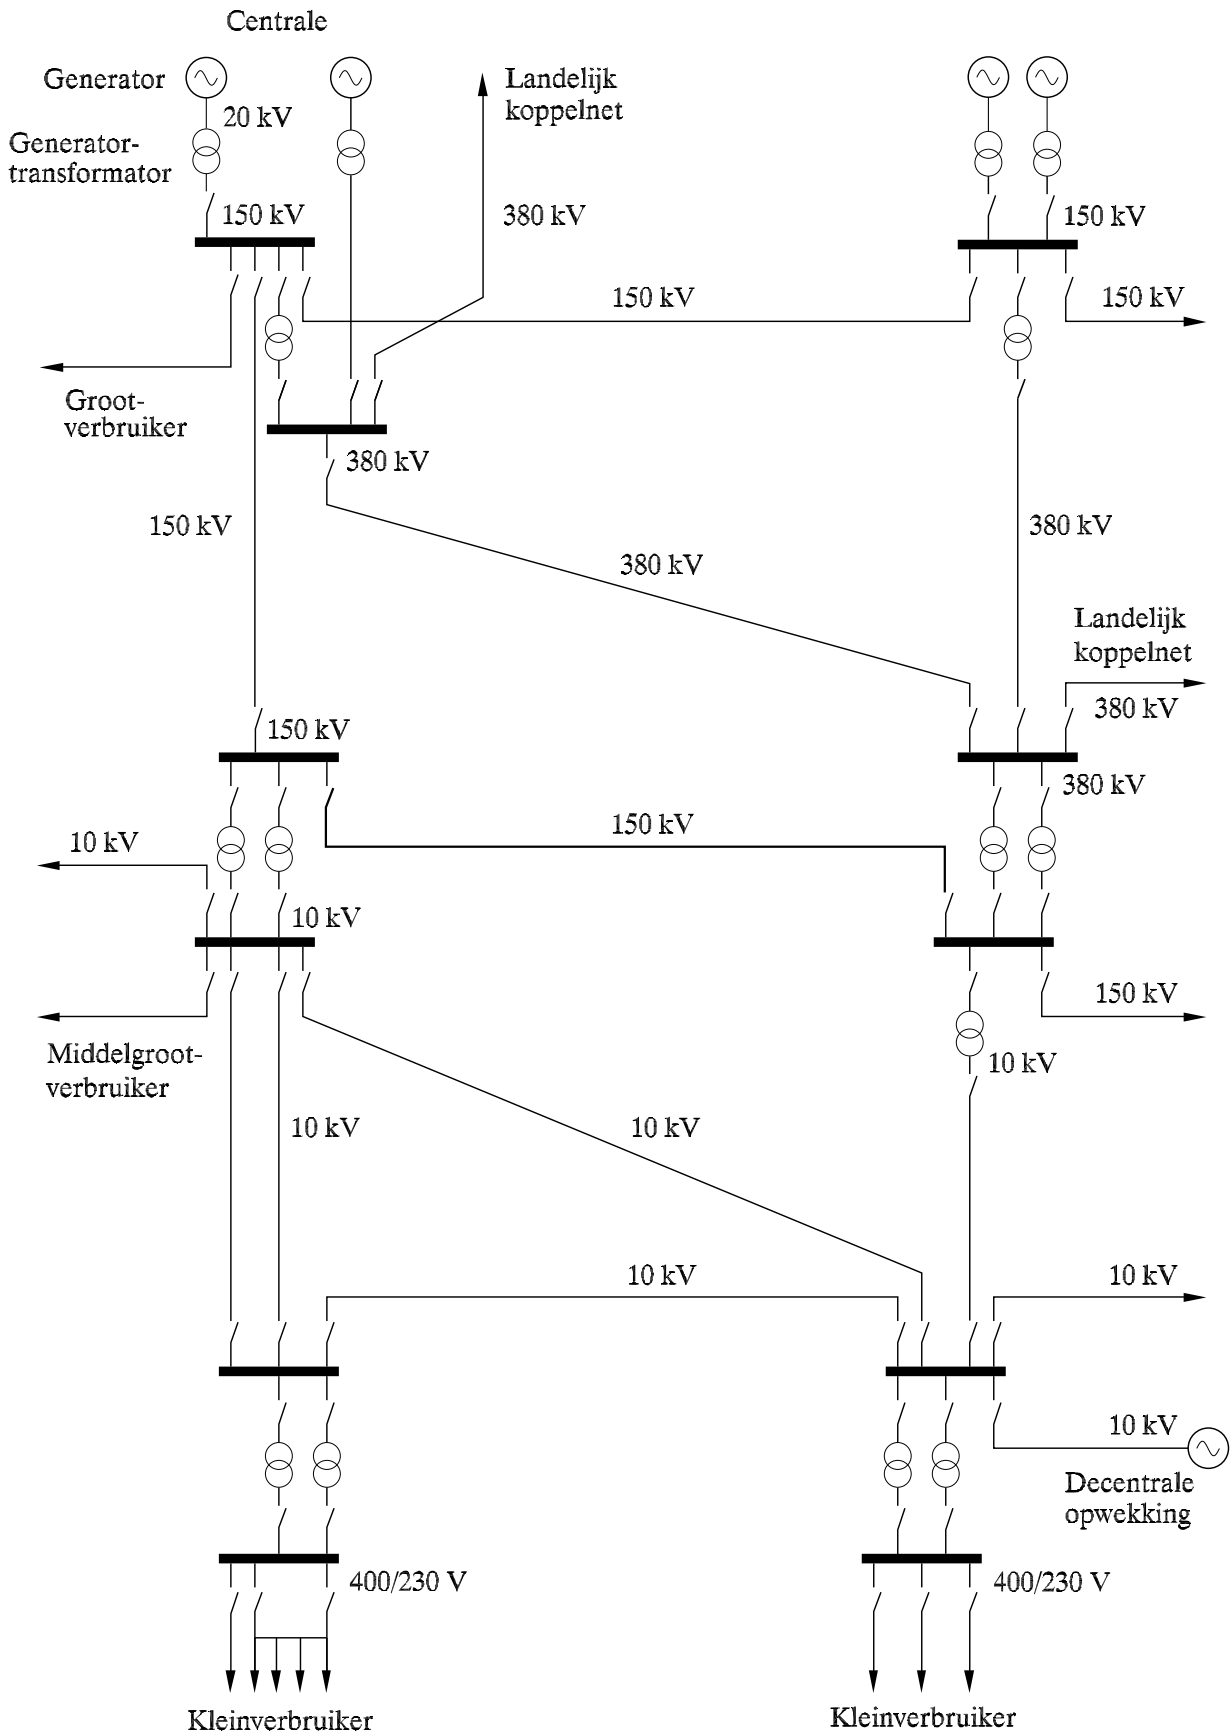 Centrale
Generator
20 kV
Generator-
transformator
Landelijk
koppelnet
150 kV
380 kV
150 kV
150 kV
150 kV
Groot-
verbruiker
380 kV
150 kV
380 kV
380 kV
Landelijk
koppelnet
380 kV
150 kV
380 kV
10 kV
150 kV
10 kV
150 kV
Middelgroot-
verbruiker
10 kV
10 kV
10 kV
10 kV
10 kV
10 kV
Decentrale
opwekking
400/230 V
400/230 V
Kleinverbruiker
Kleinverbruiker